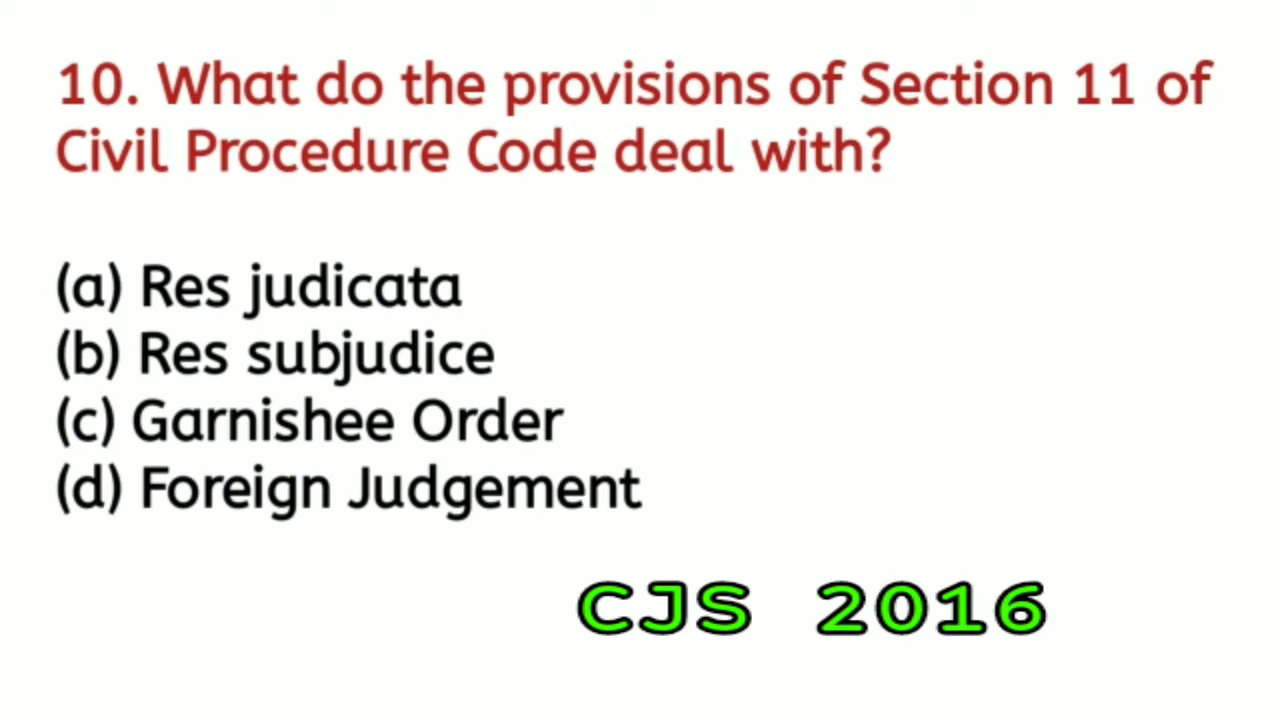 10. What do the provisions of Section 11 of
Civil Procedure Code deal with?
(a) Res judicata
(b) Res subjudice
(c) Garnishee Order
(d) Foreign Judgement
CJS 2016